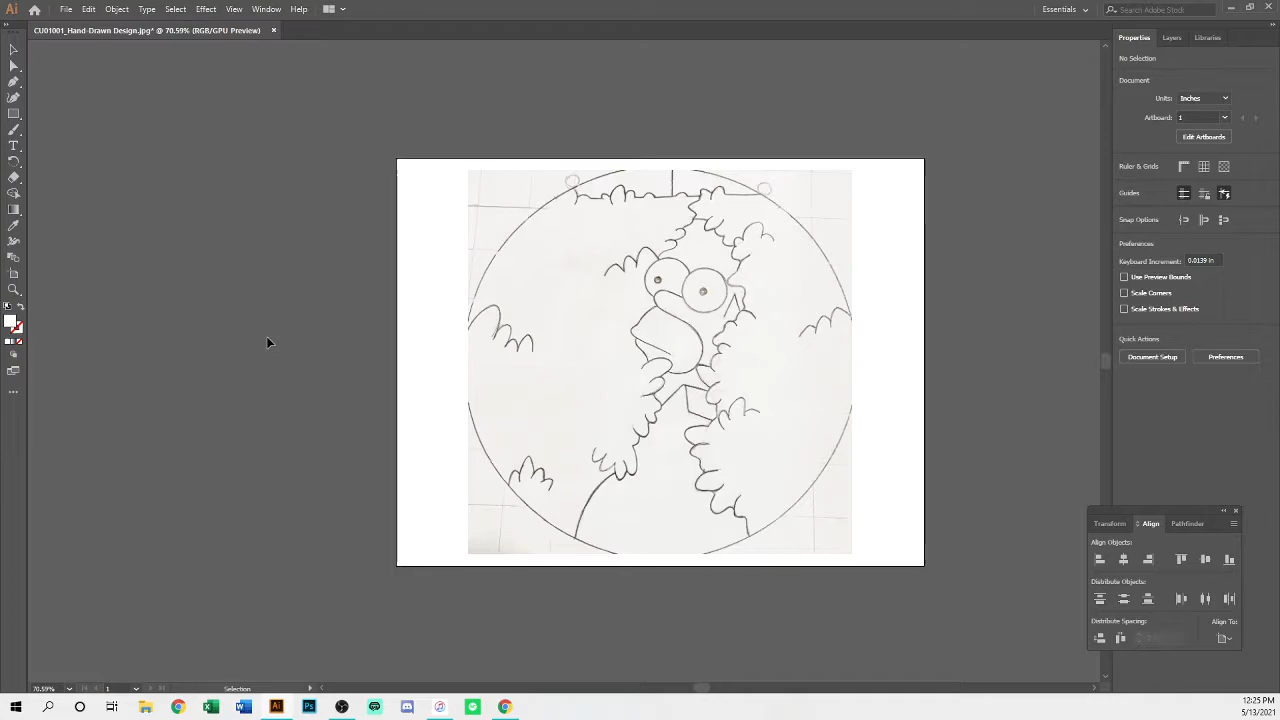 Ai File Edit Object Type Select Effect View Window Help Essentials Search Adobe Stock
CU01001_Hand-Drawn Design.jpg* @ 70.59% (RGB/GPU Preview) ×
Properties Layers Libraries
No Selection
Document
Units: Inches
Artboard: 1
Edit Artboards
Ruler & Grids
Guides
Snap Options
Preferences
Keyboard Increment: 0.0139 in
Use Preview Bounds
Scale Corners
Scale Strokes & Effects
Quick Actions
Document Setup Preferences
Transform Align Pathfinder
Align Objects:
Distribute Objects:
Distribute Spacing: Align To:
70.59% 1 Selection
12:25 PM
5/13/2021